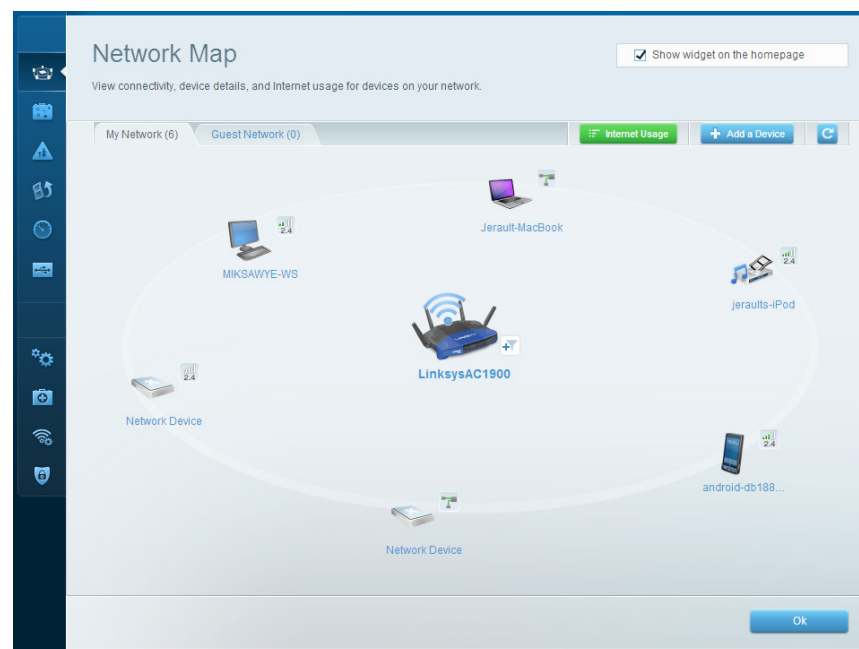 Network Map
Show widget on the homepage
View connectivity, device details, and Internet usage for devices on your network.
My Network (6)
Guest Network (0)
Internet Usage
Add a Device
Jerault-MacBook
2.4
MIKSAWYE-WS
2.4
jeraults-iPod
LinksysAC1900
2.4
Network Device
2.4
android-db188...
Network Device
Ok